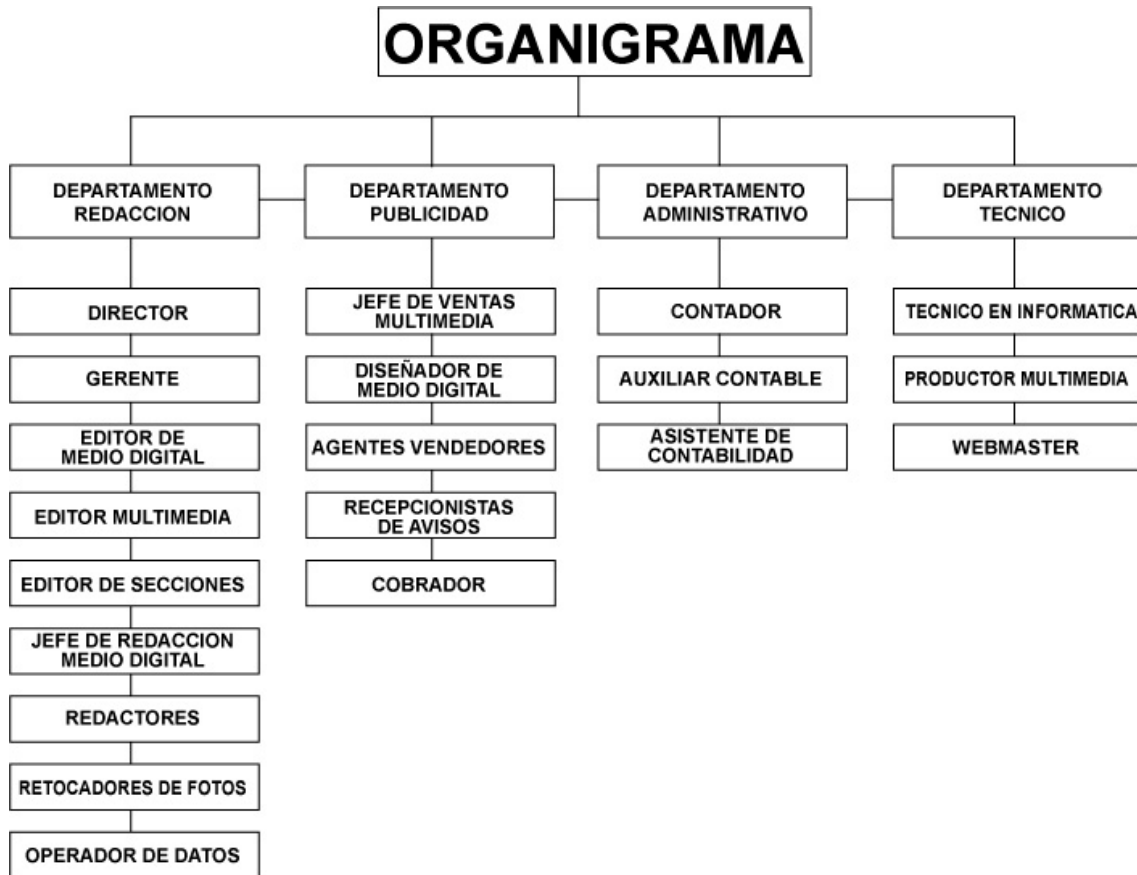 ORGANIGRAMA
DEPARTAMENTO
REDACCION
DEPARTAMENTO
PUBLICIDAD
DEPARTAMENTO
ADMINISTRATIVO
DEPARTAMENTO
TECNICO
DIRECTOR
GERENTE
EDITOR DE
MEDIO DIGITAL
EDITOR MULTIMEDIA
EDITOR DE SECCIONES
JEFE DE REDACCION
MEDIO DIGITAL
REDACTORES
RETOCADORES DE FOTOS
OPERADOR DE DATOS
JEFE DE VENTAS
MULTIMEDIA
DISEÑADOR DE
MEDIO DIGITAL
AGENTES VENDEDORES
RECEPCIONISTAS
DE AVISOS
COBRADOR
CONTADOR
AUXILIAR CONTABLE
ASISTENTE DE
CONTABILIDAD
TECNICO EN INFORMATICA
PRODUCTOR MULTIMEDIA
WEBMASTER